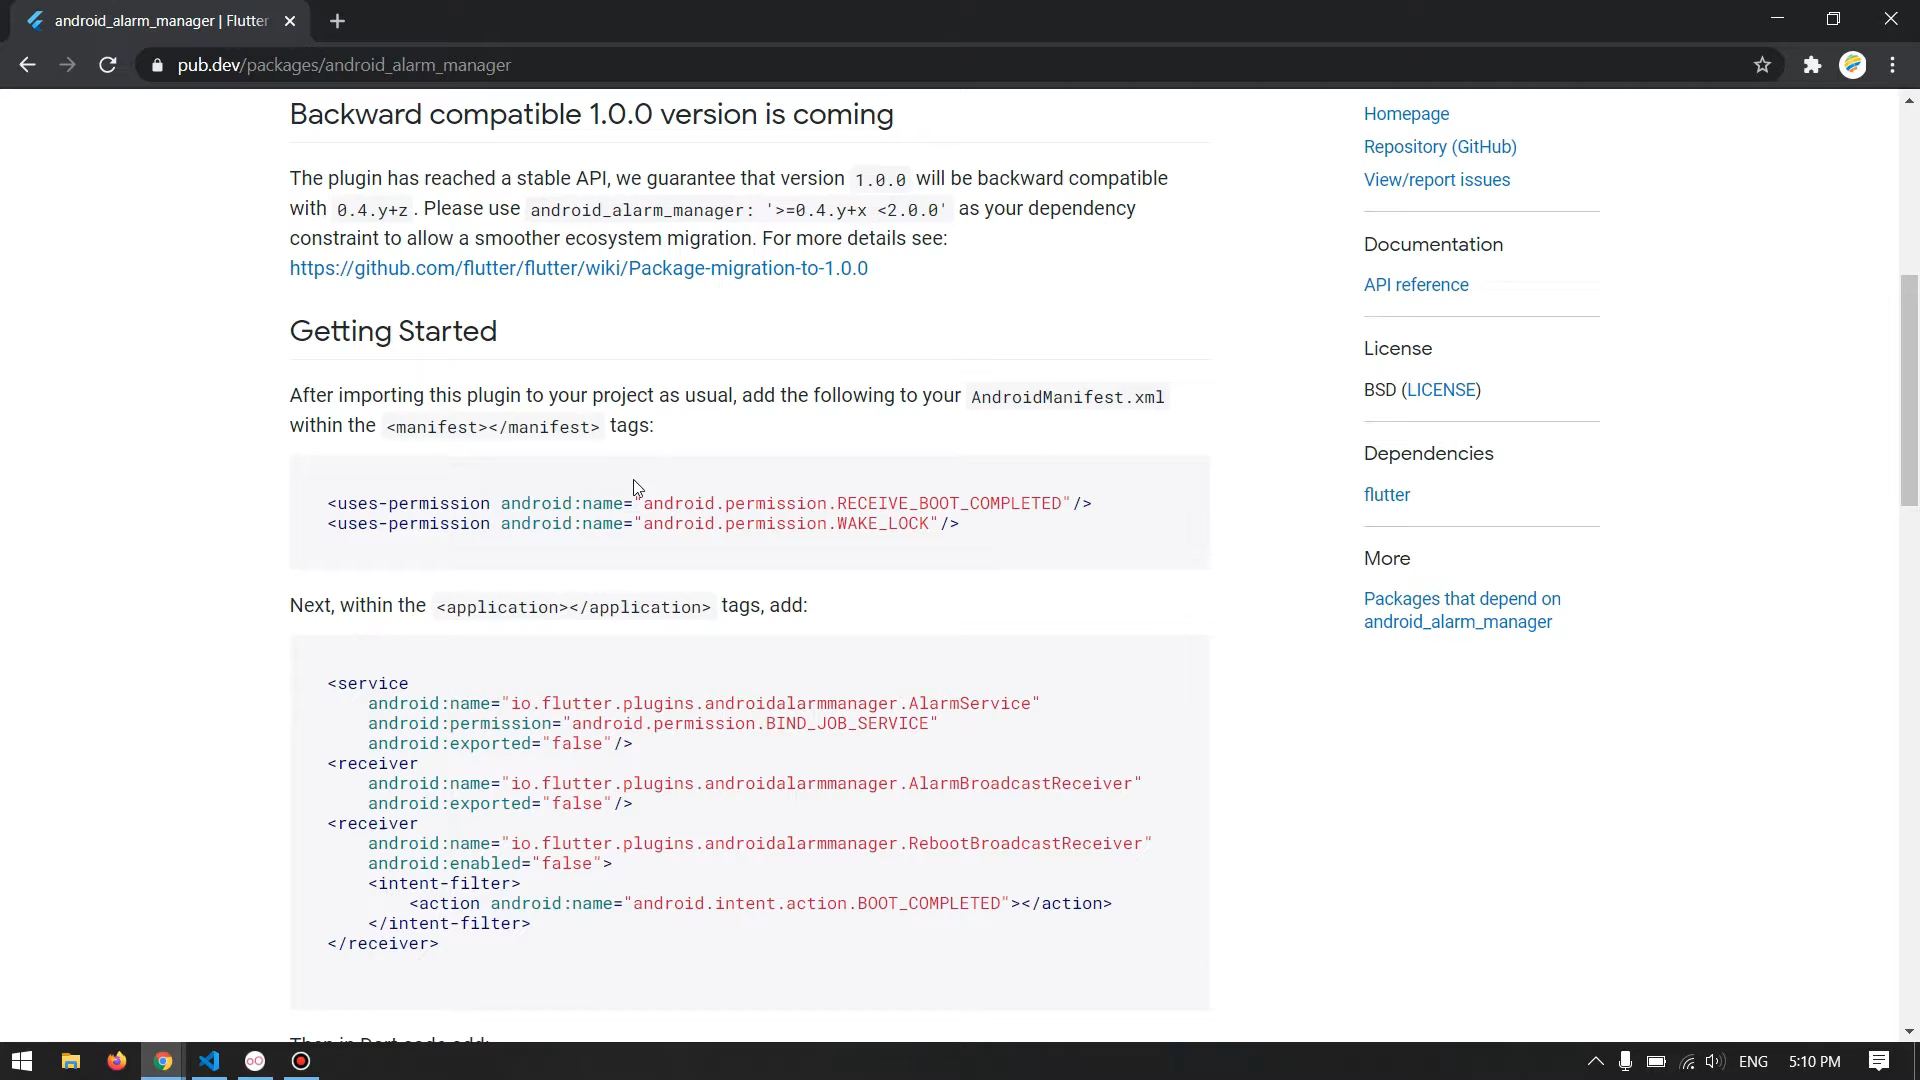 android_alarm_manager | Flutter
pub.dev/packages/android_alarm_manager
Backward compatible 1.0.0 version is coming
The plugin has reached a stable API, we guarantee that version 1.0.0 will be backward compatible
with 0.4.y+z. Please use android_alarm_manager: '>=0.4.y+x <2.0.0' as your dependency
constraint to allow a smoother ecosystem migration. For more details see:
https://github.com/flutter/flutter/wiki/Package-migration-to-1.0.0
Getting Started
After importing this plugin to your project as usual, add the following to your AndroidManifest.xml
within the <manifest></manifest> tags:
<uses-permission android:name="android.permission.RECEIVE_BOOT_COMPLETED"/>
<uses-permission android:name="android.permission.WAKE_LOCK"/>
Next, within the <application></application> tags, add:
<service
android:name="io.flutter.plugins.androidalarmmanager.AlarmService"
android:permission="android.permission.BIND_JOB_SERVICE"
android:exported="false"/>
<receiver
android:name="io.flutter.plugins.androidalarmmanager.AlarmBroadcastReceiver"
android:exported="false"/>
<receiver
android:name="io.flutter.plugins.androidalarmmanager.RebootBroadcastReceiver"
android:enabled="false">
<intent-filter>
<action android:name="android.intent.action.BOOT_COMPLETED"></action>
</intent-filter>
</receiver>
Then in Dart code add:
Homepage
Repository (GitHub)
View/report issues
Documentation
API reference
License
BSD (LICENSE)
Dependencies
flutter
More
Packages that depend on
android_alarm_manager
ENG
5:10 PM